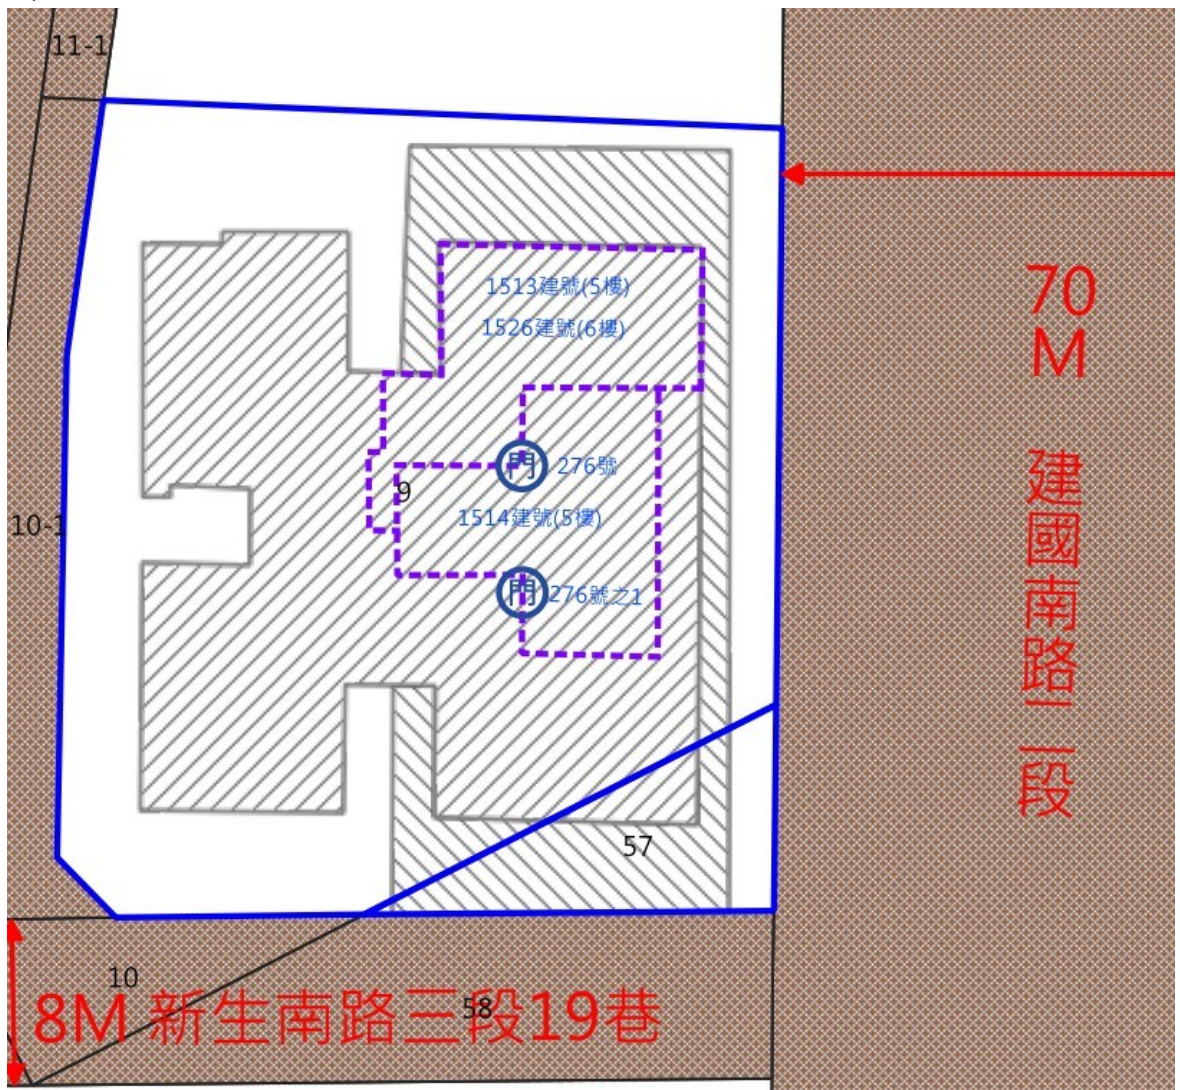 11-1
1513建號(5樓)
1526建號(6樓)
70
M
建
國
南
路
二
段
門 276號
9
1514建號(5樓)
10-1
門 276號之1
57
10
58
8M 新生南路三段19巷